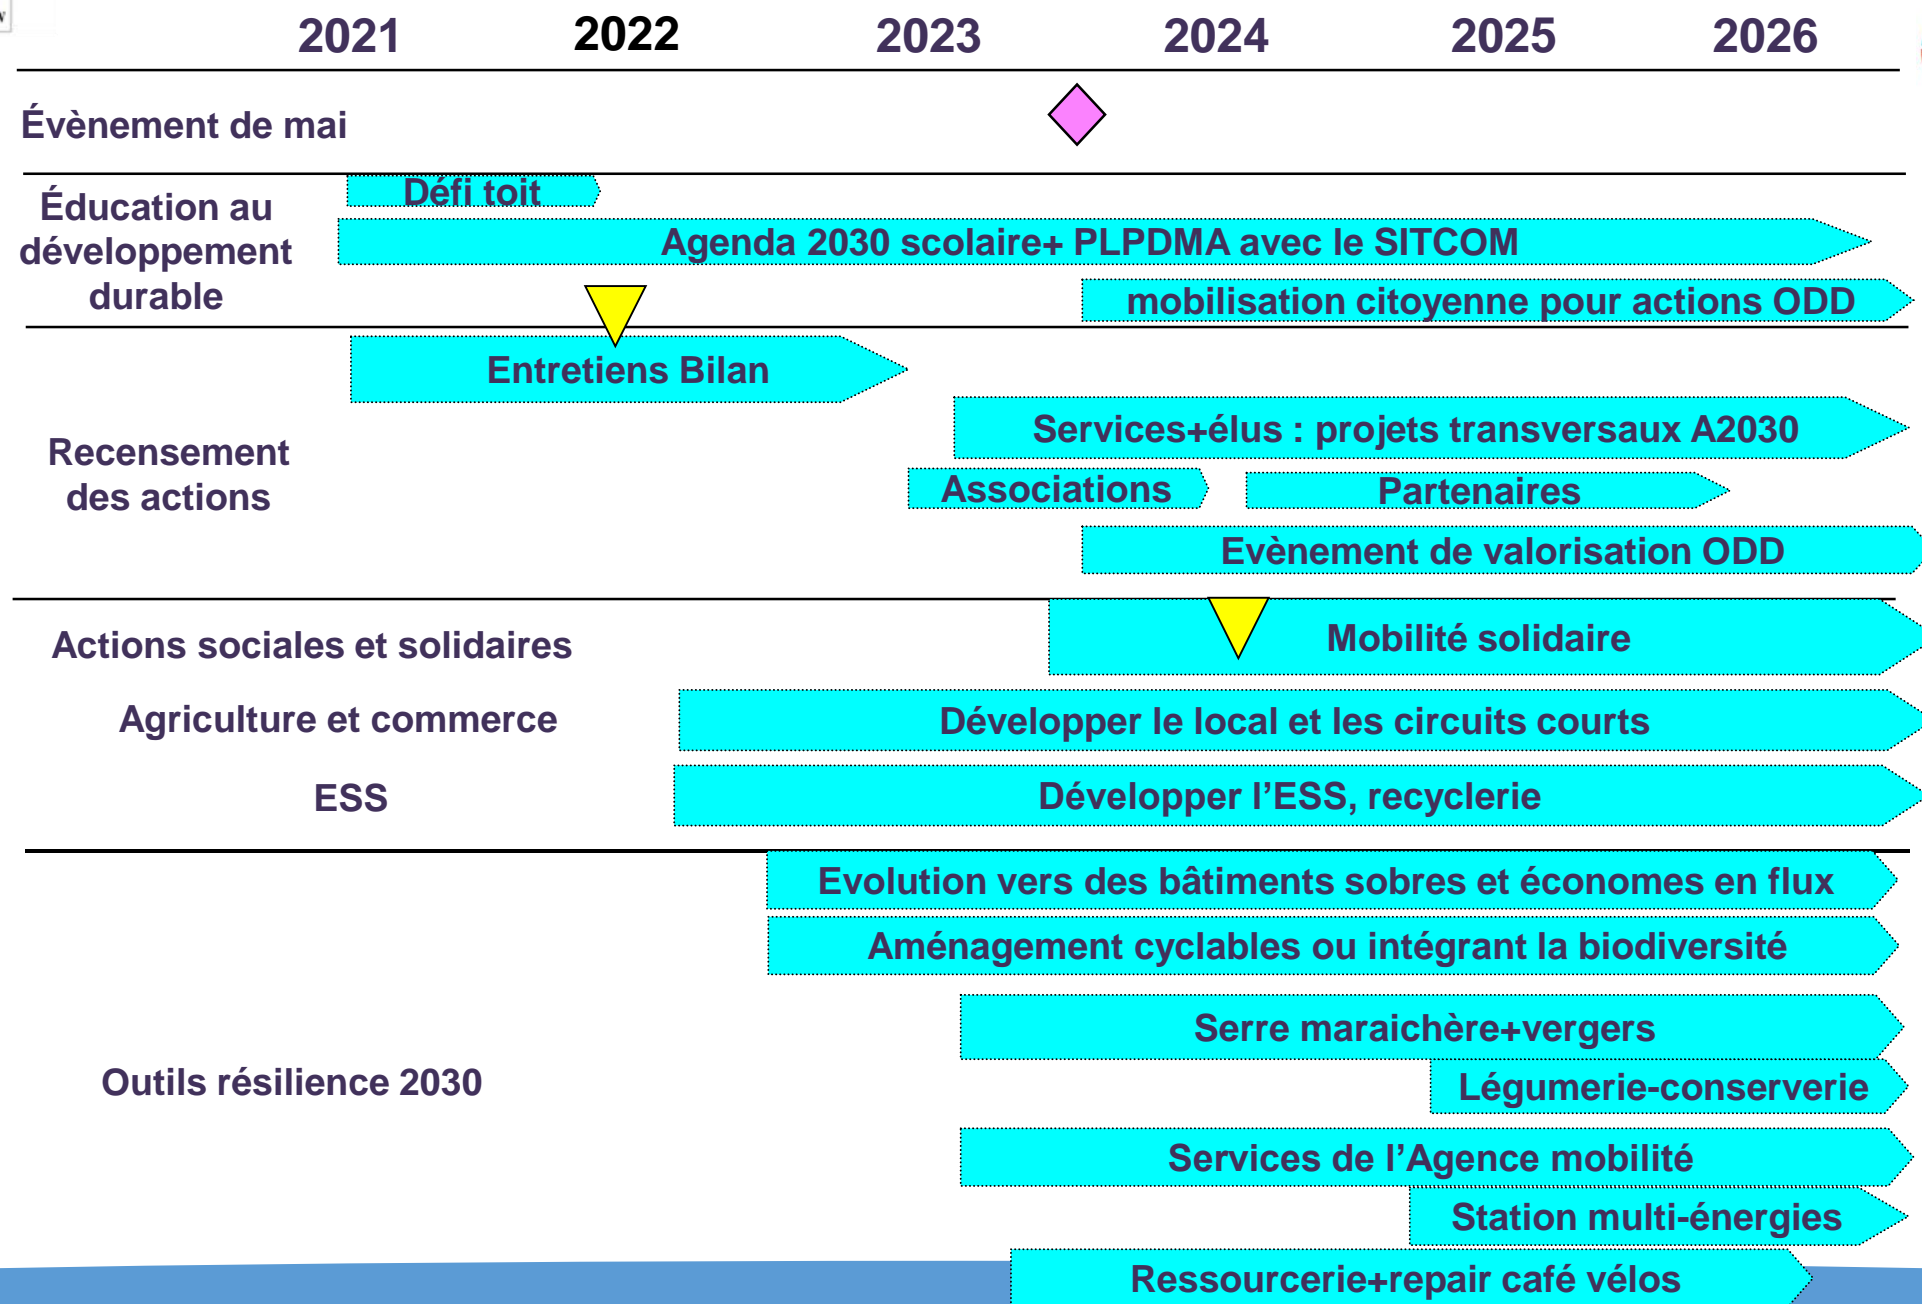 2021 2022 2023 2024 2025 2026
Évènement de mai
Éducation au
développement
durable
Défi toit
Agenda 2030 scolaire+ PLPDMA avec le SITCOM
mobilisation citoyenne pour actions ODD
Recensement
des actions
Entretiens Bilan
Services+élus : projets transversaux A2030
Associations
Partenaires
Evènement de valorisation ODD
Actions sociales et solidaires
Mobilité solidaire
Agriculture et commerce
Développer le local et les circuits courts
ESS
Développer l’ESS, recyclerie
Outils résilience 2030
Evolution vers des bâtiments sobres et économes en flux
Aménagement cyclables ou intégrant la biodiversité
Serre maraichère+vergers
Légumerie-conserverie
Services de l’Agence mobilité
Station multi-énergies
Ressourcerie+repair café vélos